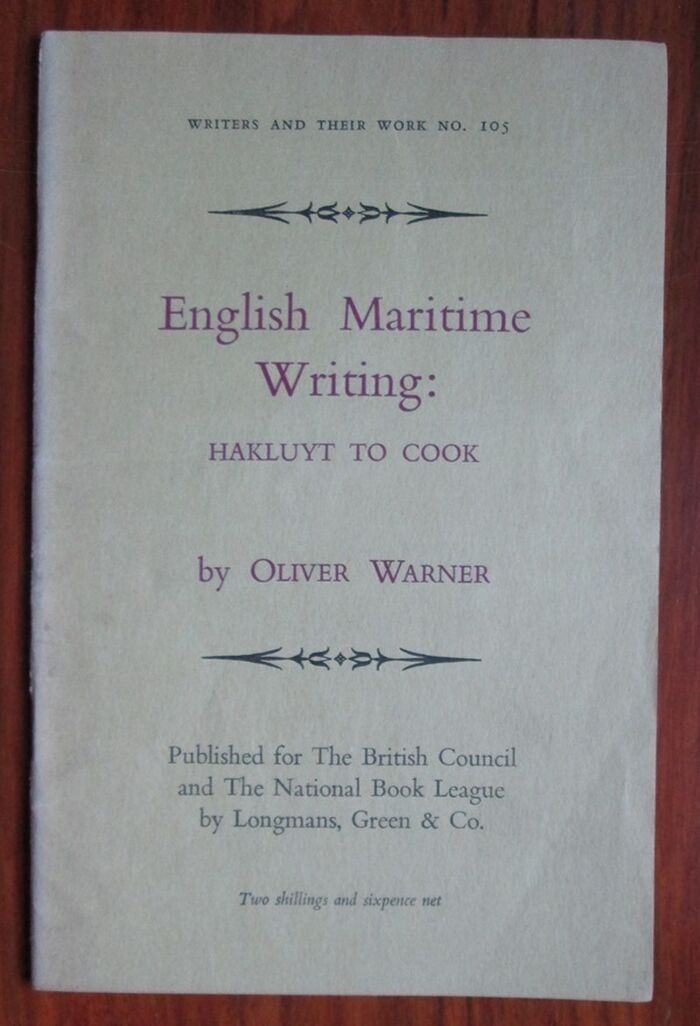 WRITERS AND THEIR WORK NO. 105
English Maritime
Writing:
HAKLUYT TO COOK
by OLIVER WARNER
Published for The British Council
and The National Book League
by Longmans, Green & Co.
Two shillings and sixpence net